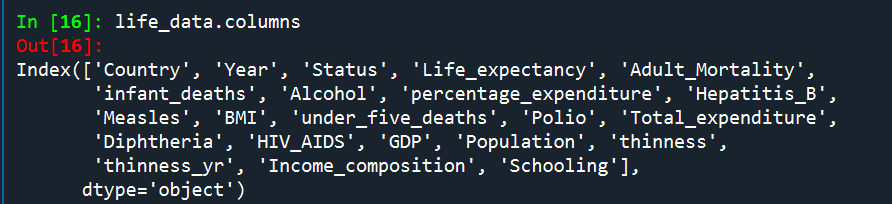 In [16]: life_data.columns
Out[16]:
Index(['Country', 'Year', 'Status', 'Life_expectancy', 'Adult_Mortality',
'infant_deaths', 'Alcohol', 'percentage_expenditure', 'Hepatitis_B',
'Measles', 'BMI', 'under_five_deaths', 'Polio', 'Total_expenditure',
'Diphtheria', 'HIV_AIDS', 'GDP', 'Population', 'thinness',
'thinness_yr', 'Income_composition', 'Schooling'],
dtype='object')